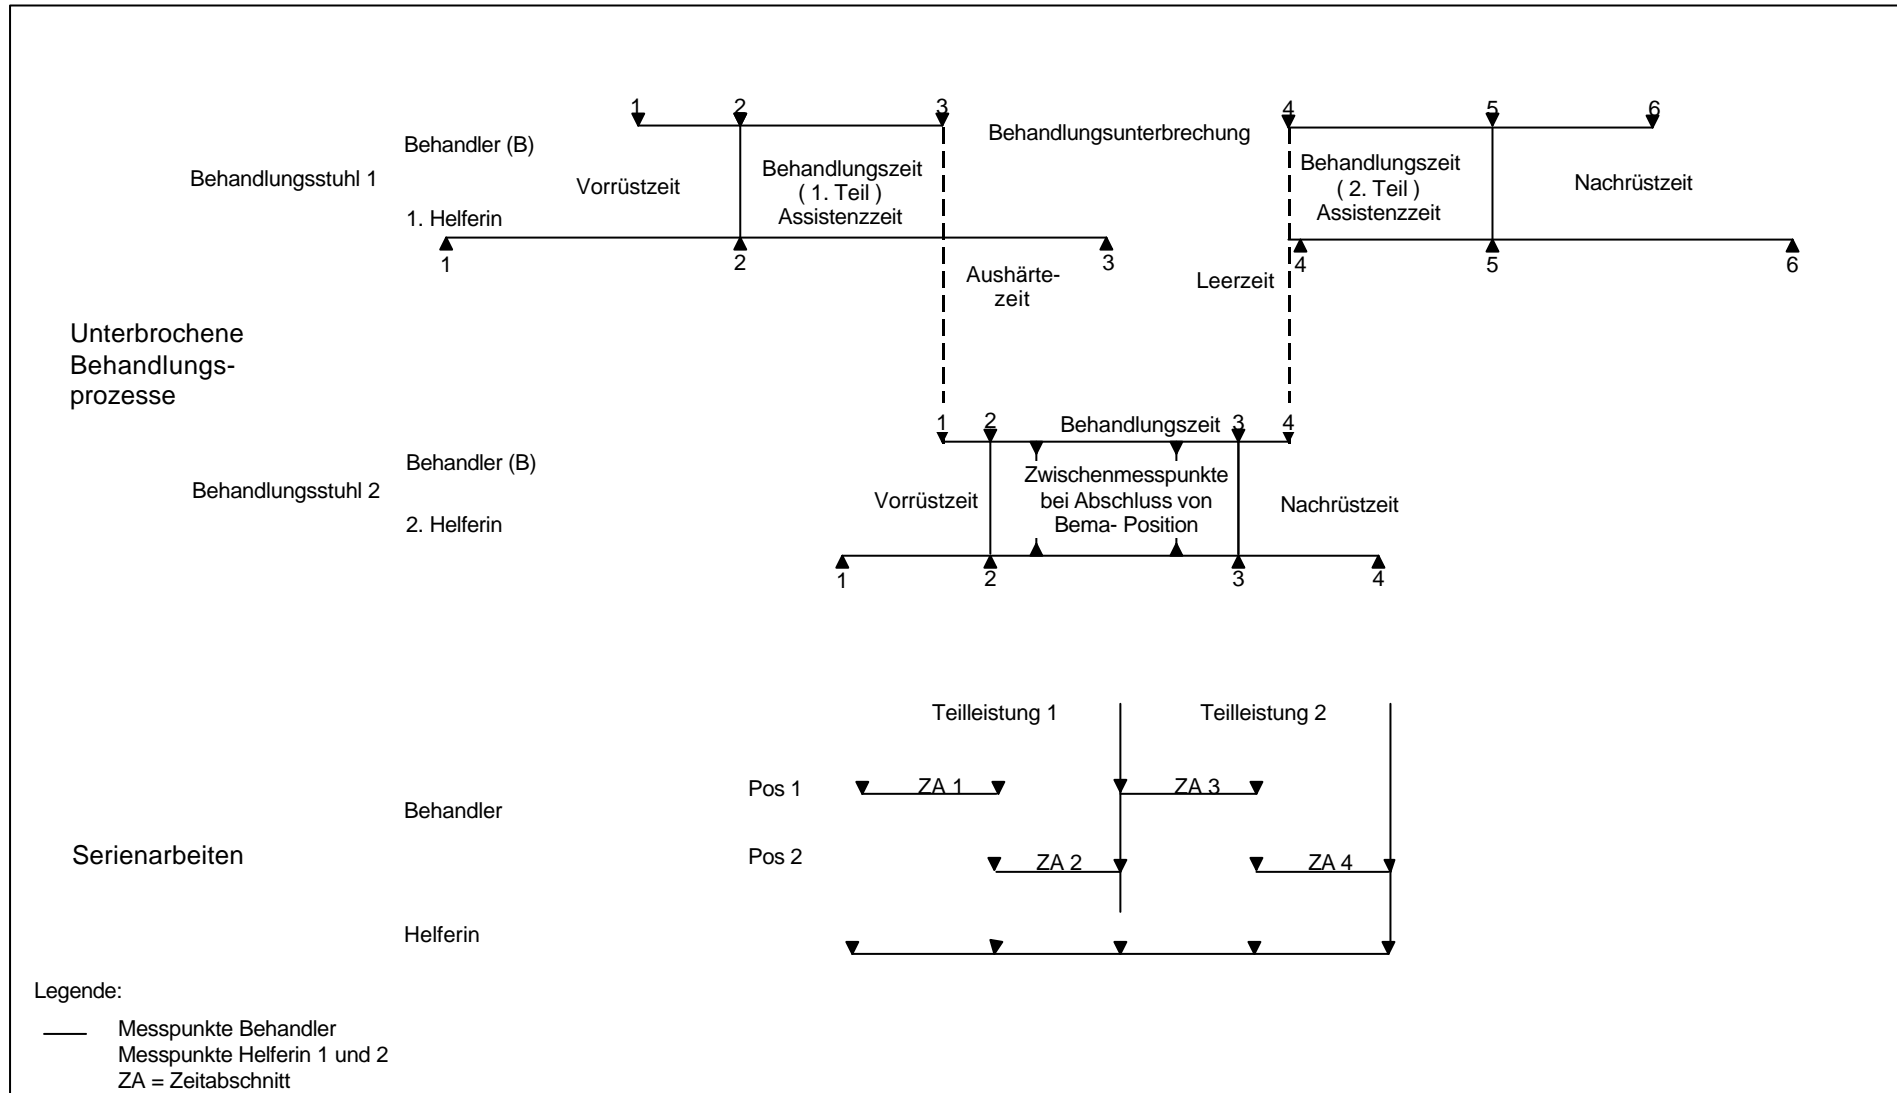 1 2 3 4 5 6
Behandler (B)
Behandlungsunterbrechung
Behandlungsstuhl 1
Vorrüstzeit
Behandlungszeit
( 1. Teil )
Assistenzzeit
Behandlungszeit
( 2. Teil )
Assistenzzeit
Nachrüstzeit
1. Helferin
1 2 3 4 5 6
Aushärte-
zeit
Leerzeit
Unterbrochene
Behandlungs-
prozesse
1 2 Behandlungszeit 3 4
Behandler (B)
Behandlungsstuhl 2
Vorrüstzeit
Zwischenmesspunkte
bei Abschluss von
Bema- Position
Nachrüstzeit
2. Helferin
1 2 3 4
Teilleistung 1 Teilleistung 2
Pos 1 ZA 1 ZA 3
Behandler
Serienarbeiten
Pos 2 ZA 2 ZA 4
Helferin
Legende:
Messpunkte Behandler
Messpunkte Helferin 1 und 2
ZA = Zeitabschnitt